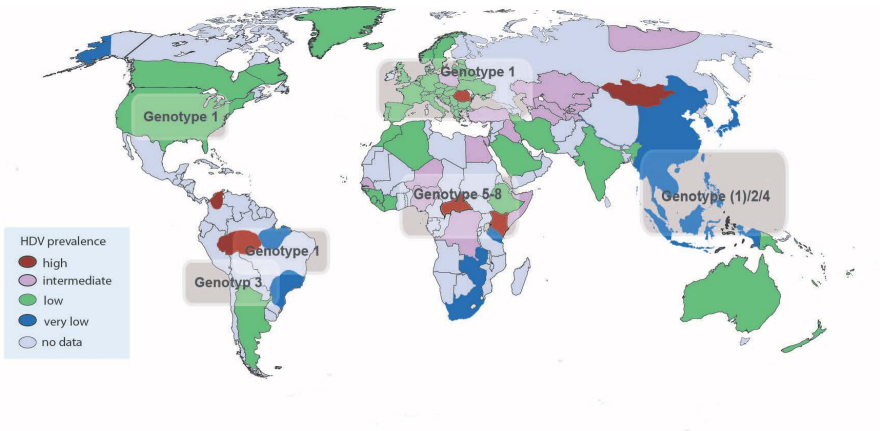 Genotype 1
Genotype 1
Genotype 5-8
Genotype (1)/2/4
Genotype 1
Genotyp 3
HDV prevalence
high
intermediate
low
very low
no data